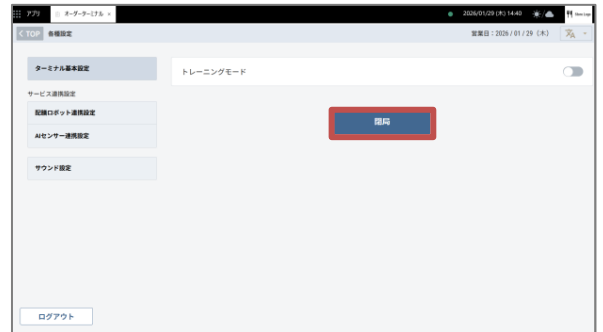 アプリ オーダーターミナル × 2026/01/29 (木) 14:40
< TOP 各種設定 営業日：2026 / 01 / 29（木）
ターミナル基本設定
トレーニングモード
サービス連携設定
配膳ロボット連携設定
閉局
AIセンサー連携設定
サウンド設定
ログアウト